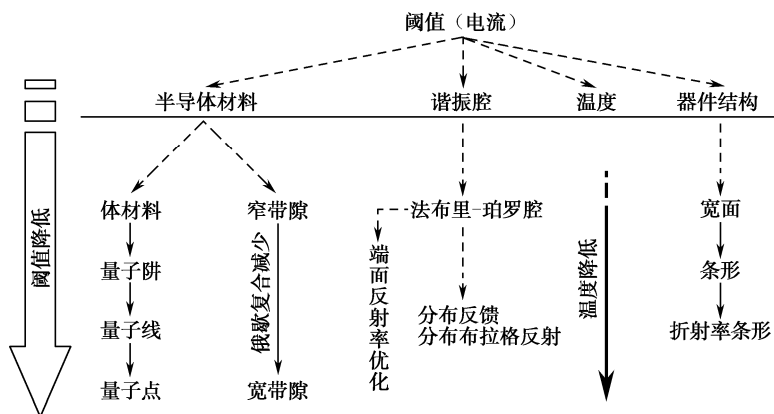 阈值（电流）
半导体材料
谐振腔
温度
器件结构
阈值降低
体材料
量子阱
量子线
量子点
窄带隙
俄歇复合减少
宽带隙
法布里-珀罗腔
端面反射率优化
分布反馈
分布布拉格反射
温度降低
宽面
条形
折射率条形